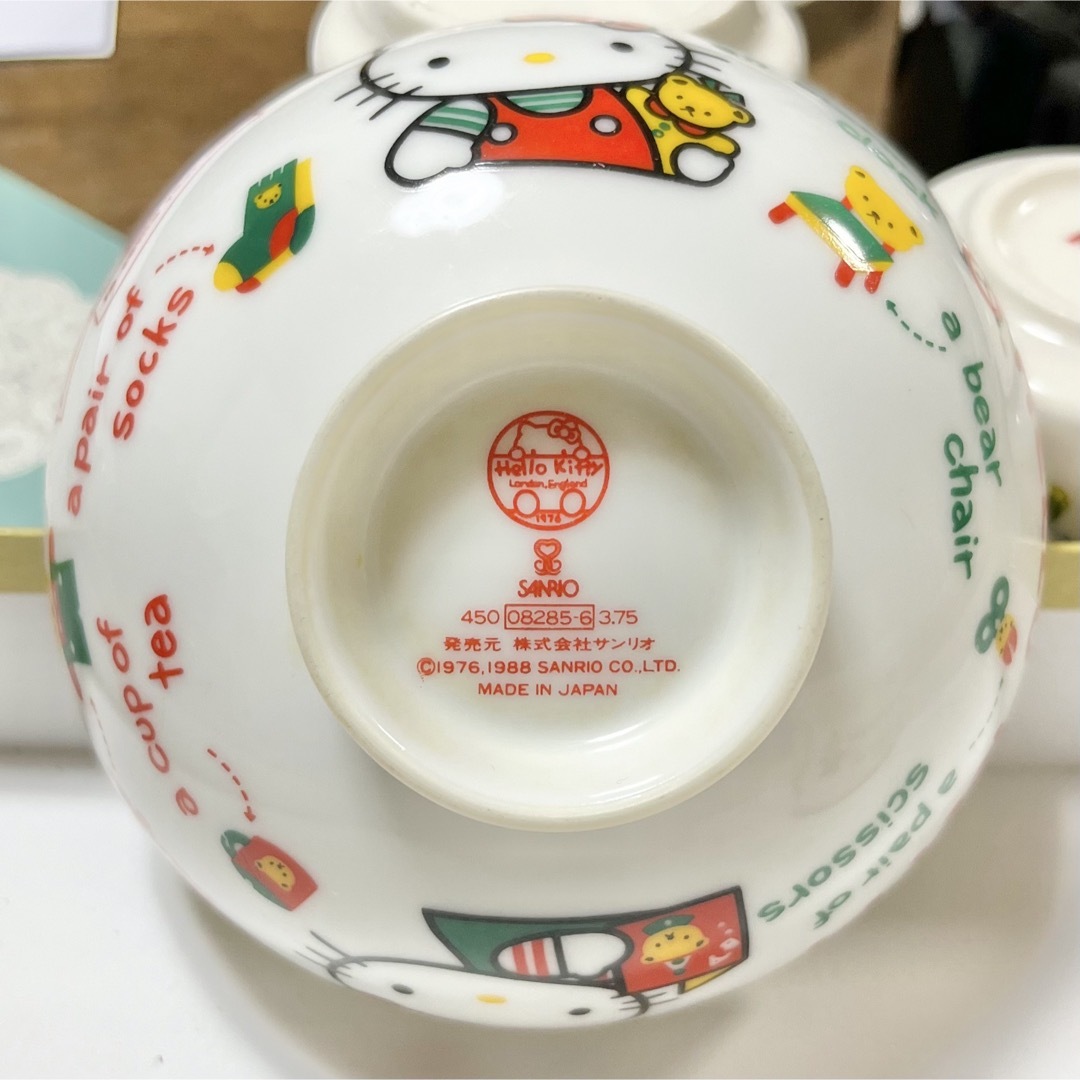 Hello Kitty
London, England
1976
SANRIO
450 08285-6 3.75
発売元 株式会社サンリオ
©1976,1988 SANRIO CO.,LTD.
MADE IN JAPAN
a pair of
socks
a bear
chair
a cup of
tea
a pair of
scissors